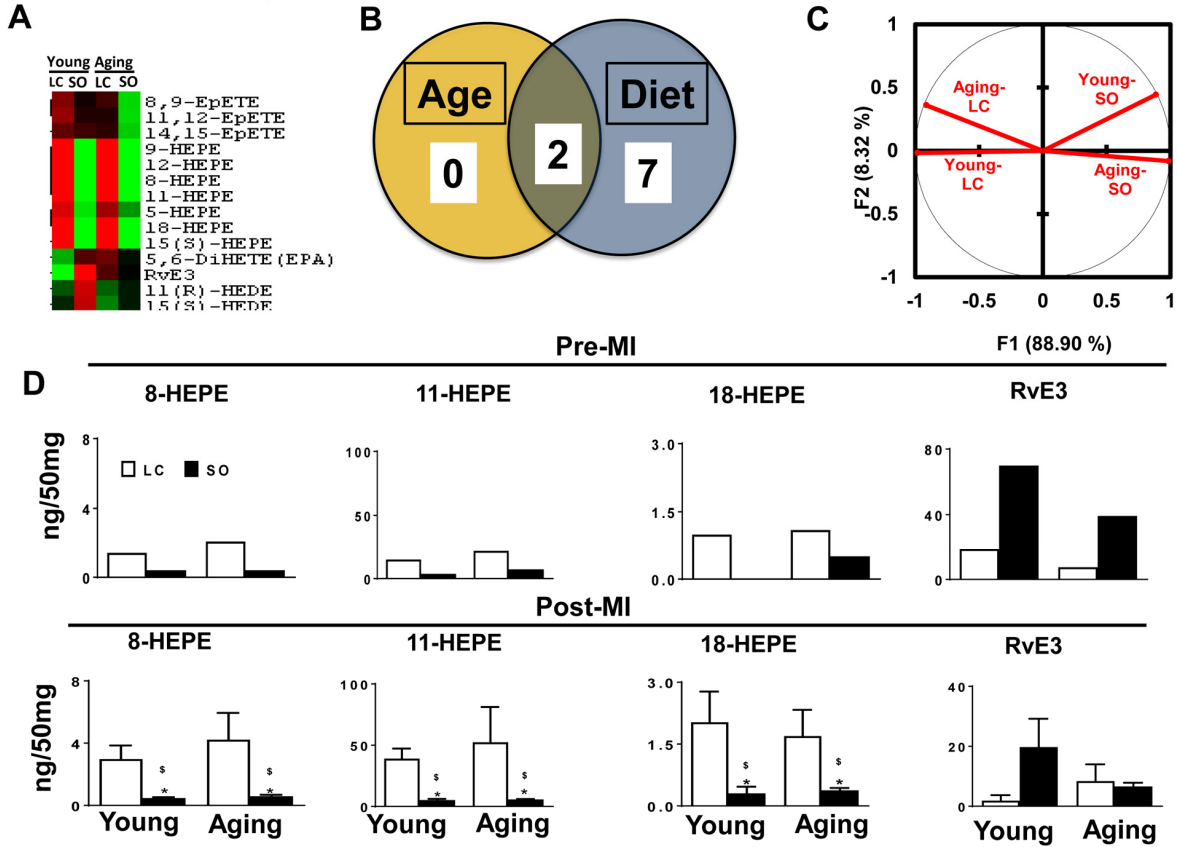 A
Young Aging
LC SO LC SO
8,9-EpETE
11,12-EpETE
14,15-EpETE
9-HEPE
12-HEPE
8-HEPE
11-HEPE
5-HEPE
18-HEPE
15(S)-HEPE
5,6-DiHETE(EPA)
RvE3
11(R)-HEDE
15(S)-HEDE
B
Age
Diet
0
2
7
C
F2 (8.32 %)
1
0.5
0
-0.5
-1
Aging-
LC
Young-
SO
Young-
LC
Aging-
SO
-1 -0.5 0 0.5 1
F1 (88.90 %)
Pre-MI
D
8-HEPE
ng/50mg
8
4
0
LC SO
11-HEPE
100
50
0
18-HEPE
3.0
1.5
0.0
RvE3
80
40
0
Post-MI
8-HEPE
ng/50mg
8
4
0
$
*
$
*
Young Aging
11-HEPE
100
50
0
$
*
$
*
Young Aging
18-HEPE
3.0
1.5
0.0
$
*
$
*
Young Aging
RvE3
40
20
0
Young Aging